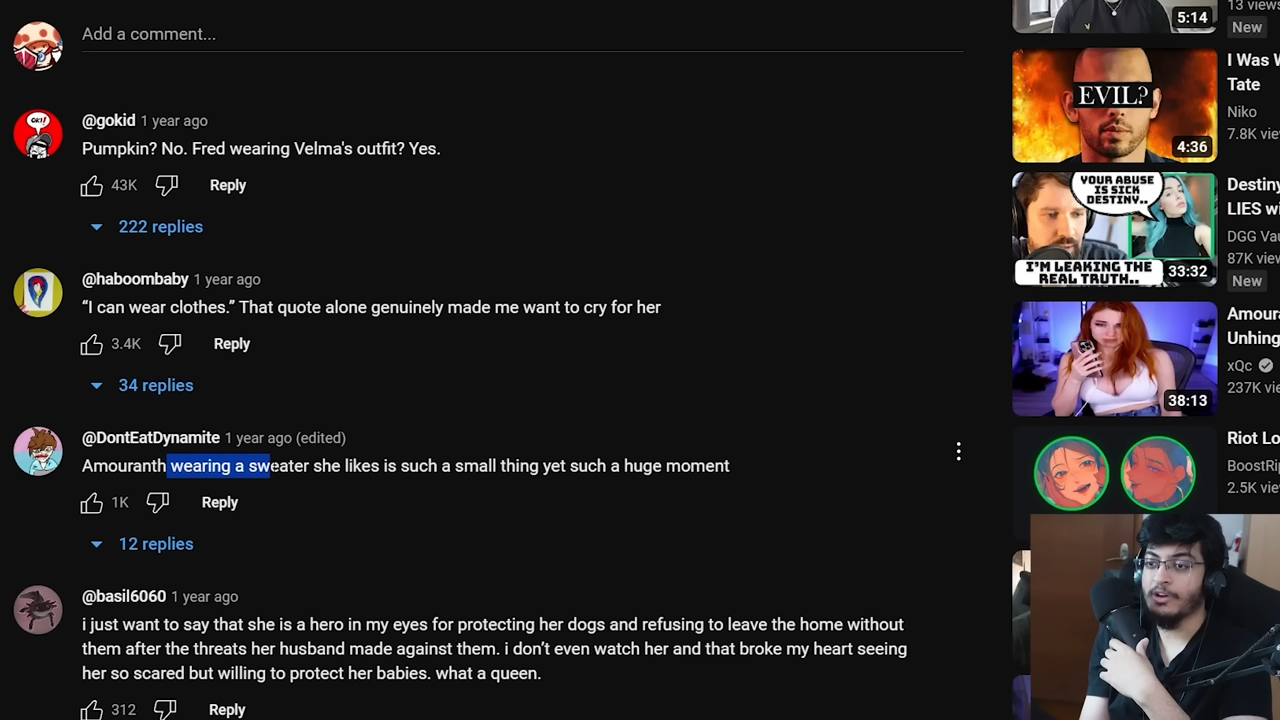 Add a comment...
@gokid 1 year ago
Pumpkin? No. Fred wearing Velma's outfit? Yes.
43K Reply
222 replies
@haboombaby 1 year ago
“I can wear clothes.” That quote alone genuinely made me want to cry for her
3.4K Reply
34 replies
@DontEatDynamite 1 year ago (edited)
Amouranth wearing a sweater she likes is such a small thing yet such a huge moment
1K Reply
12 replies
@basil6060 1 year ago
i just want to say that she is a hero in my eyes for protecting her dogs and refusing to leave the home without
them after the threats her husband made against them. i don’t even watch her and that broke my heart seeing
her so scared but willing to protect her babies. what a queen.
312 Reply
5:14
13 views
New
EVIL?
4:36
I Was W
Tate
Niko
7.8K vie
YOUR ABUSE
IS SICK
DESTINY..
I'M LEAKING THE
REAL TRUTH..
33:32
Destiny
LIES wi
DGG Vau
87K view
New
38:13
Amoura
Unhing
xQc
237K vie
Riot Lo
BoostRip
2.5K vie
OKI!